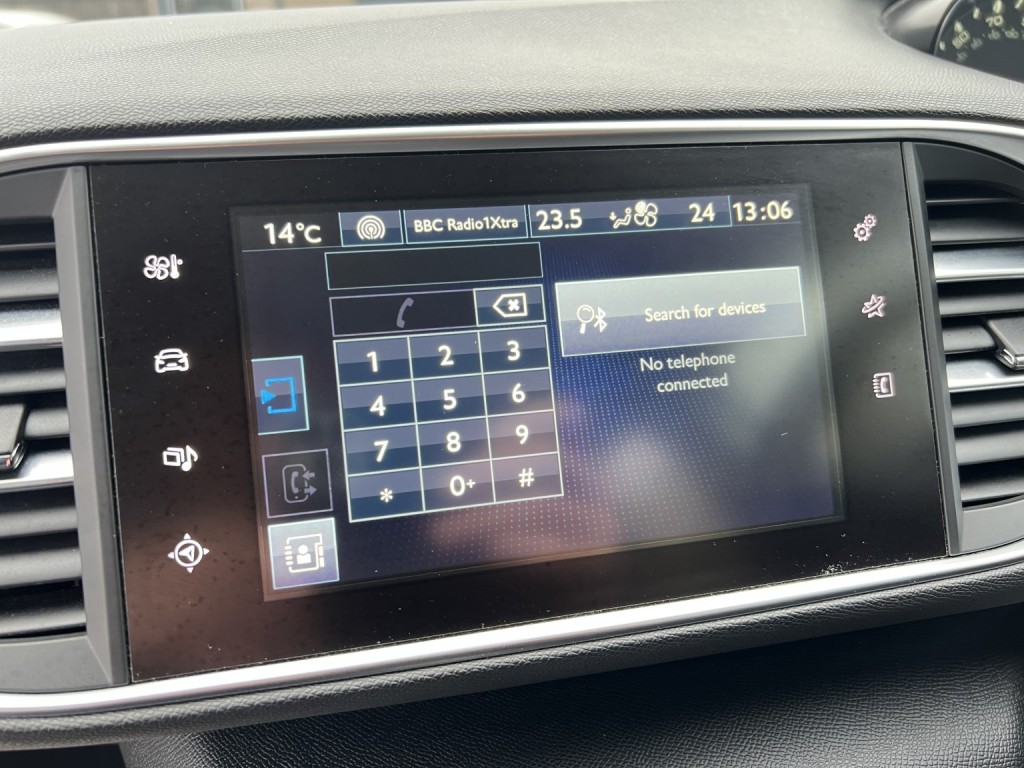 70
14°C BBC Radio1Xtra 23.5 24 13:06
Search for devices
No telephone
connected
1 2 3
4 5 6
7 8 9
* 0+ #